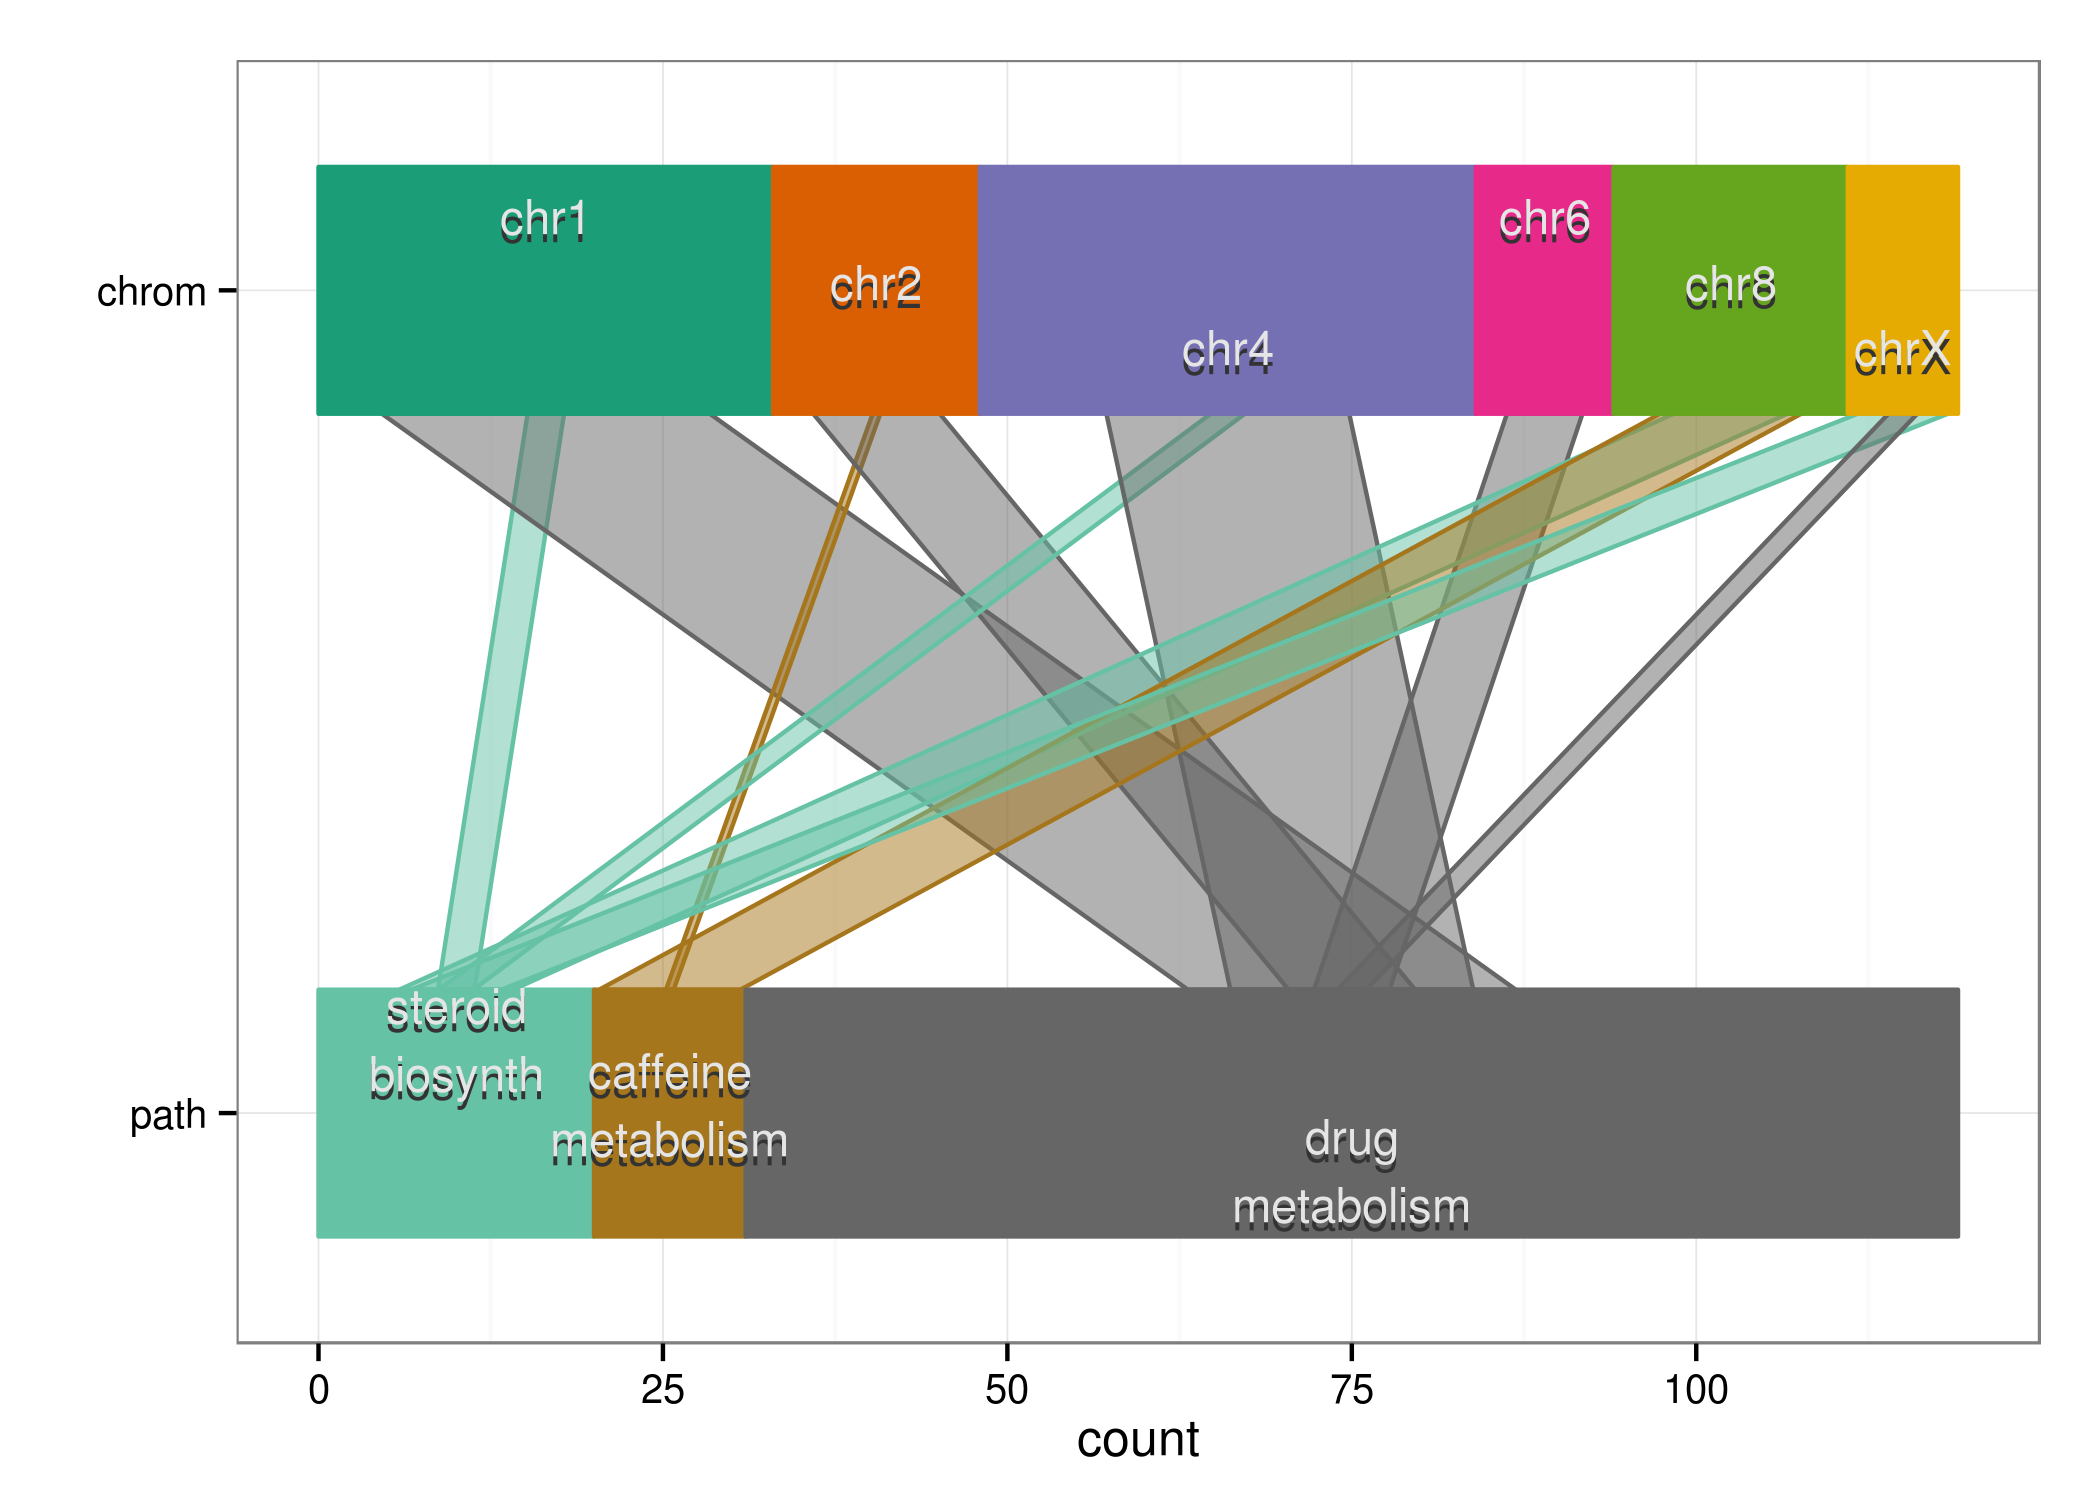 chr1
chr6
chrom
chr2
chr8
chr4
chrX
steroid
biosynth
caffeine
metabolism
path
drug
metabolism
0 25 50 75 100
count